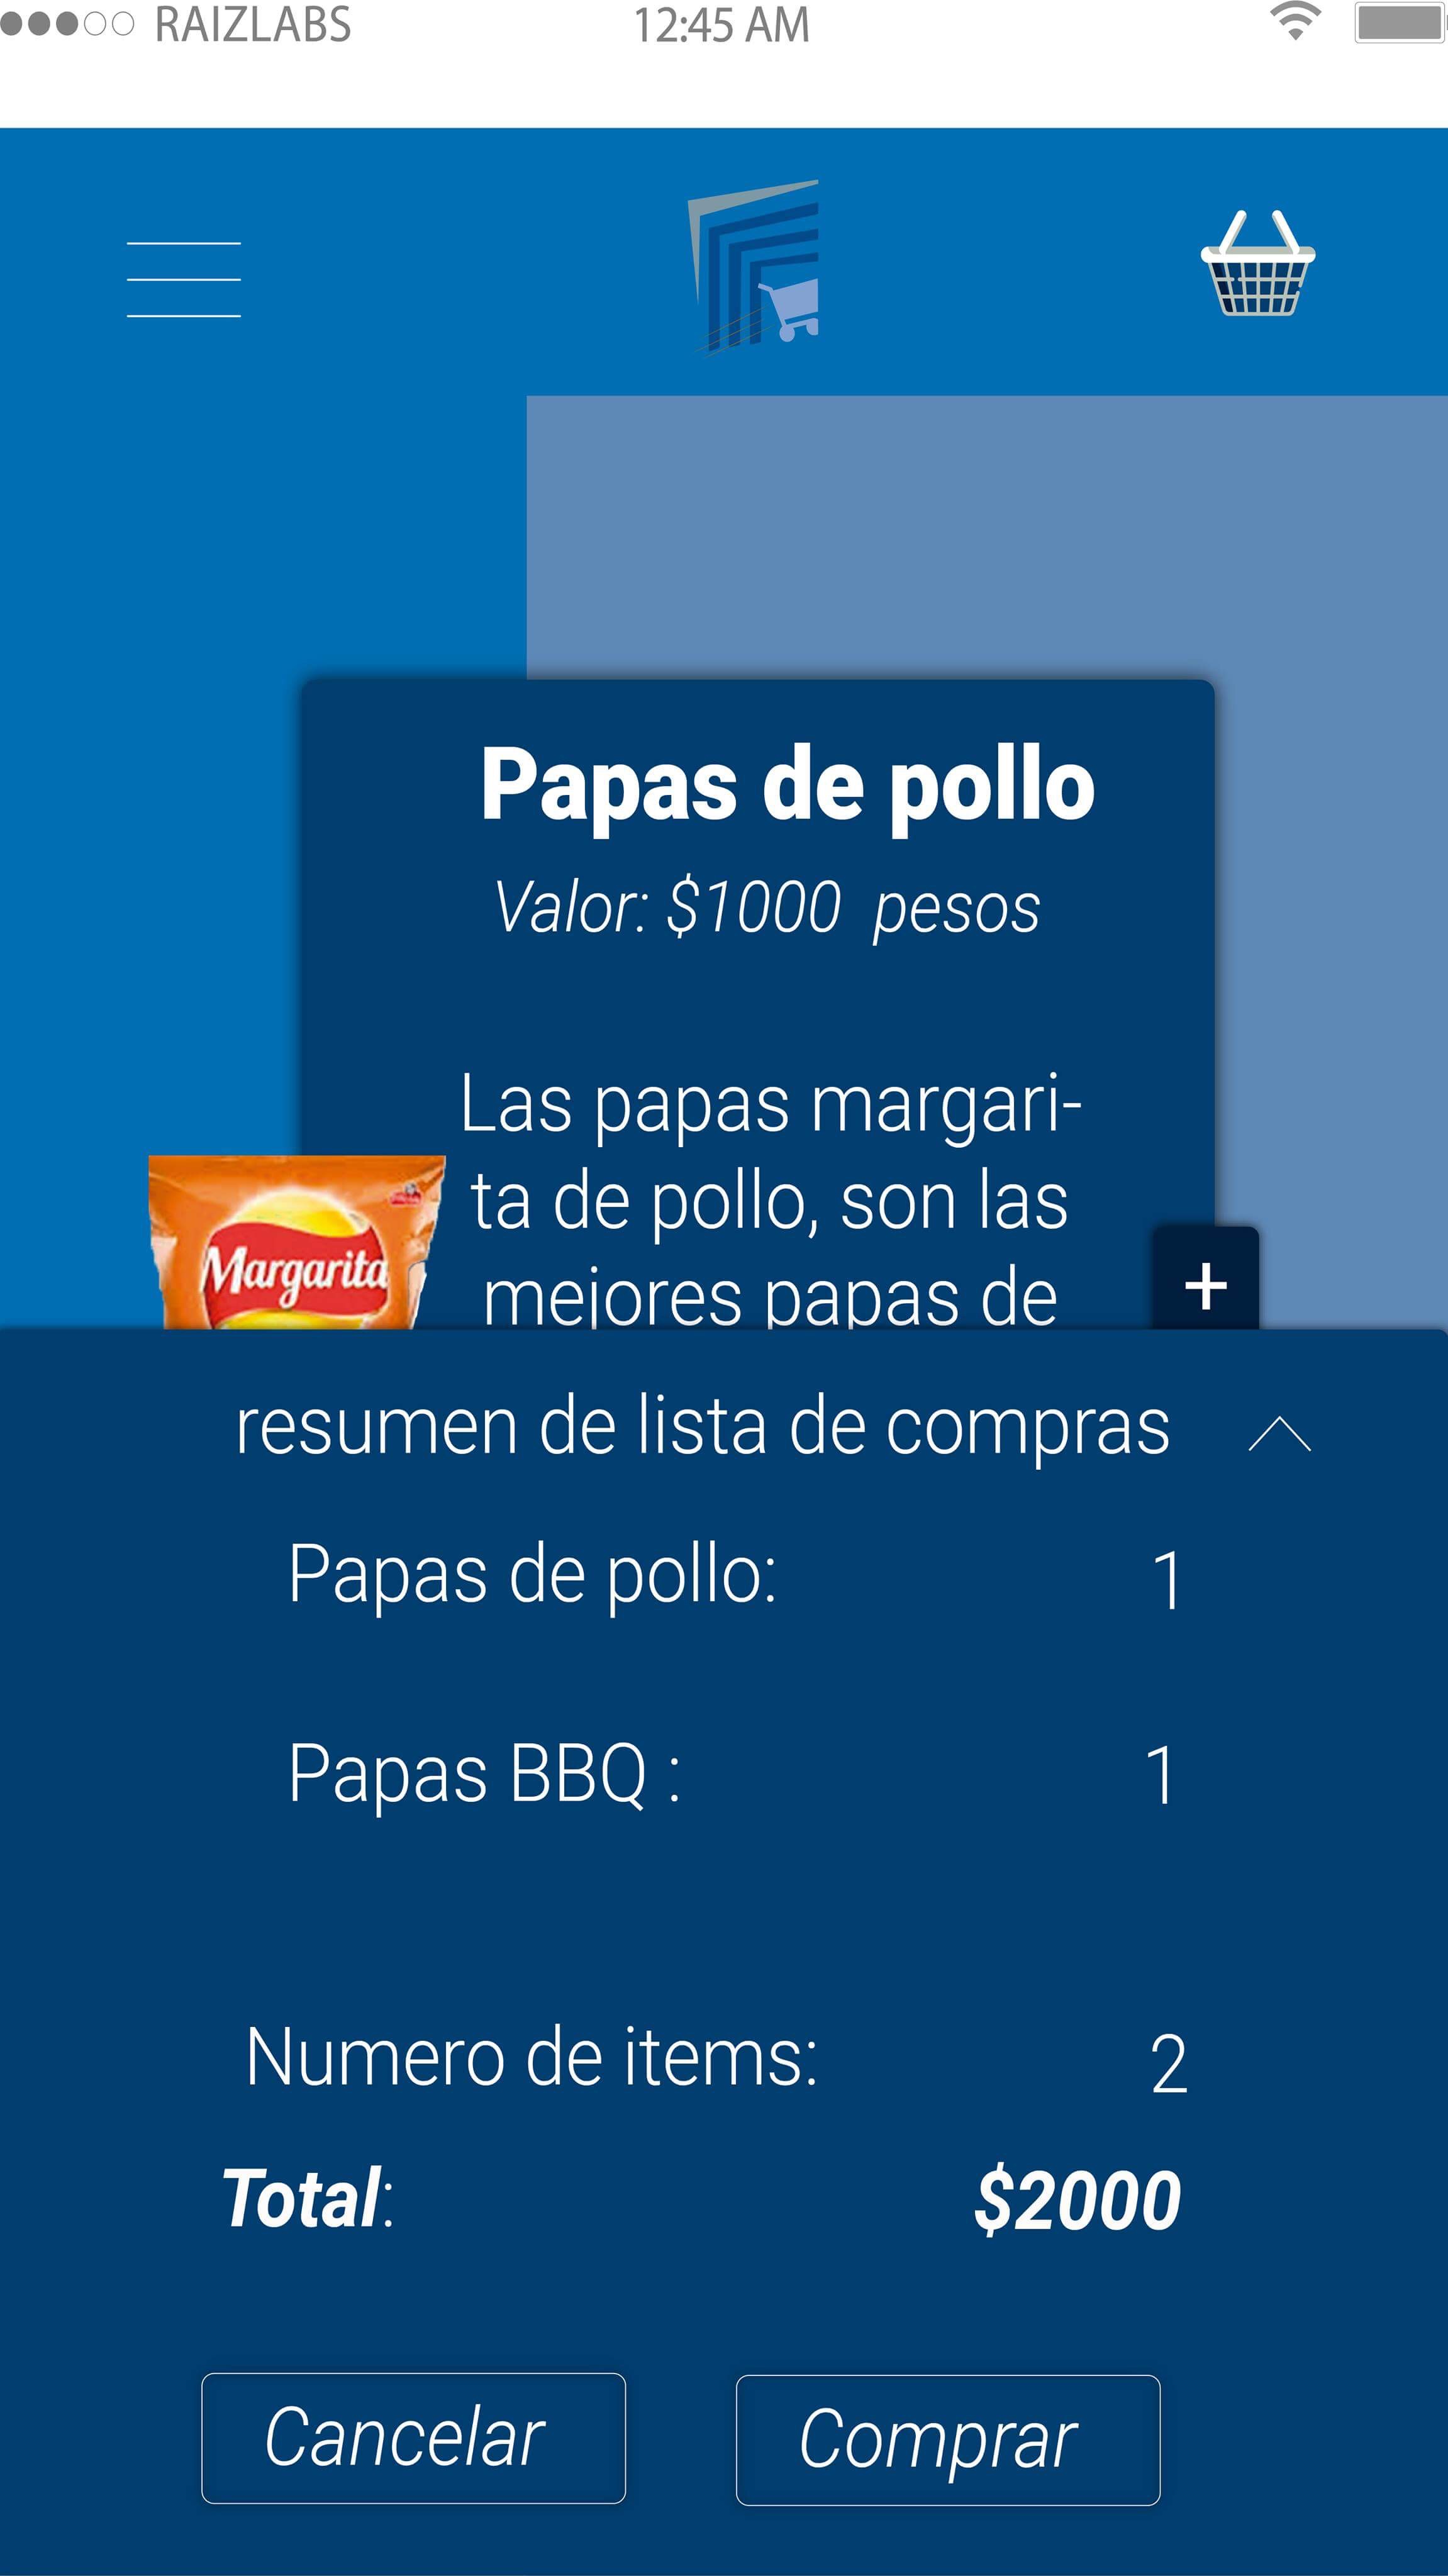 RAIZLABS 12:45 AM
Papas de pollo
Valor: $1000 pesos
Las papas margari-
ta de pollo, son las
mejores papas de
Margarita
+
resumen de lista de compras
Papas de pollo: 1
Papas BBQ : 1
Numero de items: 2
Total: $2000
Cancelar Comprar